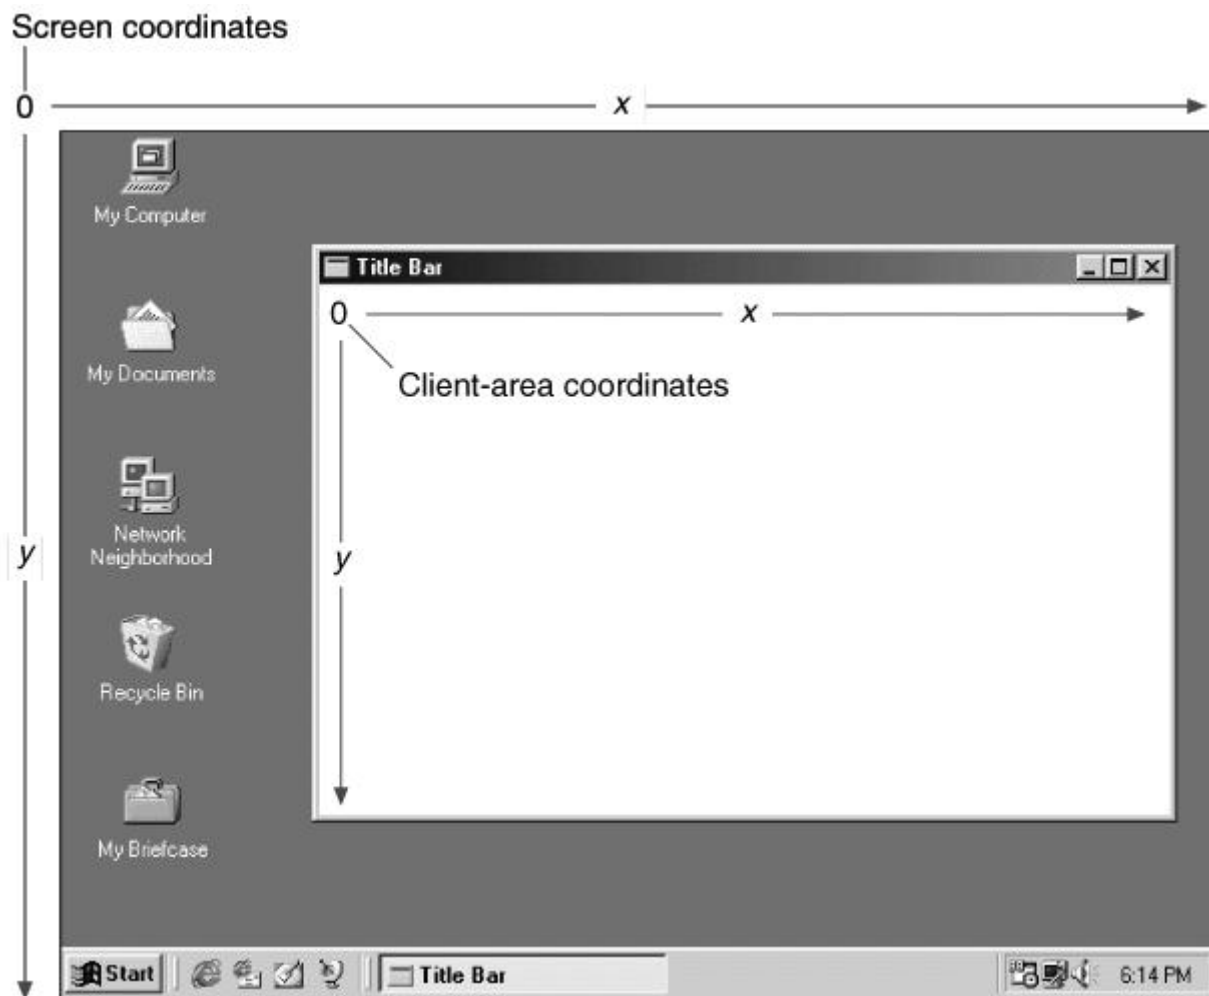 Screen coordinates
0 x
My Computer
Title Bar
0 x
My Documents
Client-area coordinates
Network
Neighborhood
y
y
Recycle Bin
My Briefcase
Start
Title Bar
6:14 PM